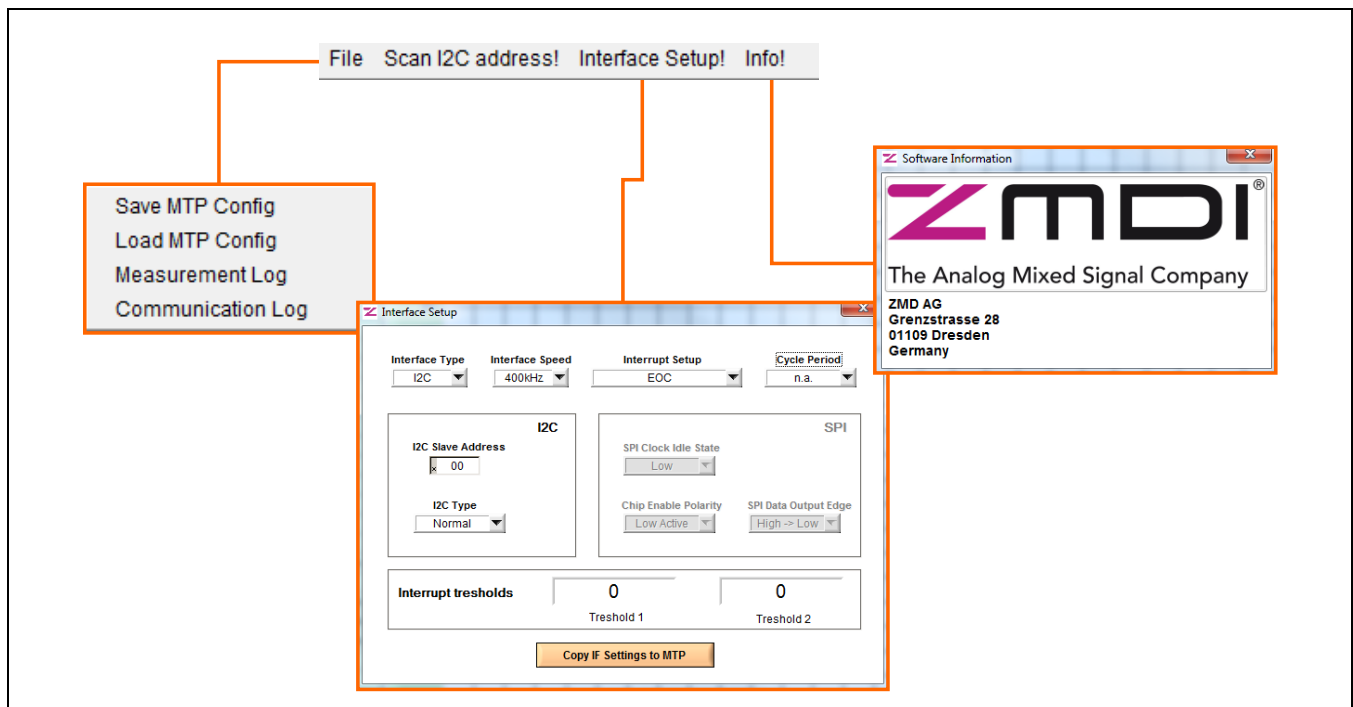 File Scan I2C address! Interface Setup! Info!
Save MTP Config
Load MTP Config
Measurement Log
Communication Log
Software Information
ZMDI®
The Analog Mixed Signal Company
ZMD AG
Grenzstrasse 28
01109 Dresden
Germany
Interface Setup
Interface Type Interface Speed Interrupt Setup Cycle Period
I2C 400kHz EOC n.a.
I2C
I2C Slave Address
x 00
I2C Type
Normal
SPI
SPI Clock Idle State
Low
Chip Enable Polarity SPI Data Output Edge
Low Active High -> Low
Interrupt tresholds 0 0
Treshold 1 Treshold 2
Copy IF Settings to MTP